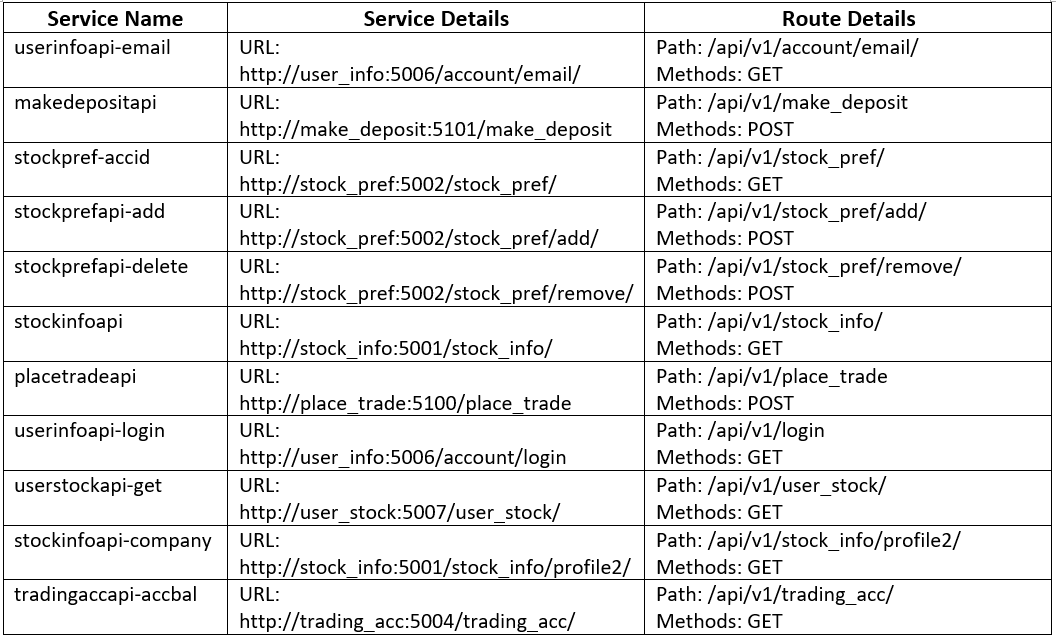 Service Name Service Details Route Details
userinfoapi-email URL: Path: /api/v1/account/email/
http://user_info:5006/account/email/ Methods: GET
makedepositapi URL: Path: /api/v1/make_deposit
http://make_deposit:5101/make_deposit Methods: POST
stockpref-accid URL: Path: /api/v1/stock_pref/
http://stock_pref:5002/stock_pref/ Methods: GET
stockprefapi-add URL: Path: /api/v1/stock_pref/add/
http://stock_pref:5002/stock_pref/add/ Methods: POST
stockprefapi-delete URL: Path: /api/v1/stock_pref/remove/
http://stock_pref:5002/stock_pref/remove/ Methods: POST
stockinfoapi URL: Path: /api/v1/stock_info/
http://stock_info:5001/stock_info/ Methods: GET
placetradeapi URL: Path: /api/v1/place_trade
http://place_trade:5100/place_trade Methods: POST
userinfoapi-login URL: Path: /api/v1/login
http://user_info:5006/account/login Methods: GET
userstockapi-get URL: Path: /api/v1/user_stock/
http://user_stock:5007/user_stock/ Methods: GET
stockinfoapi-company URL: Path: /api/v1/stock_info/profile2/
http://stock_info:5001/stock_info/profile2/ Methods: GET
tradingaccapi-accbal URL: Path: /api/v1/trading_acc/
http://trading_acc:5004/trading_acc/ Methods: GET